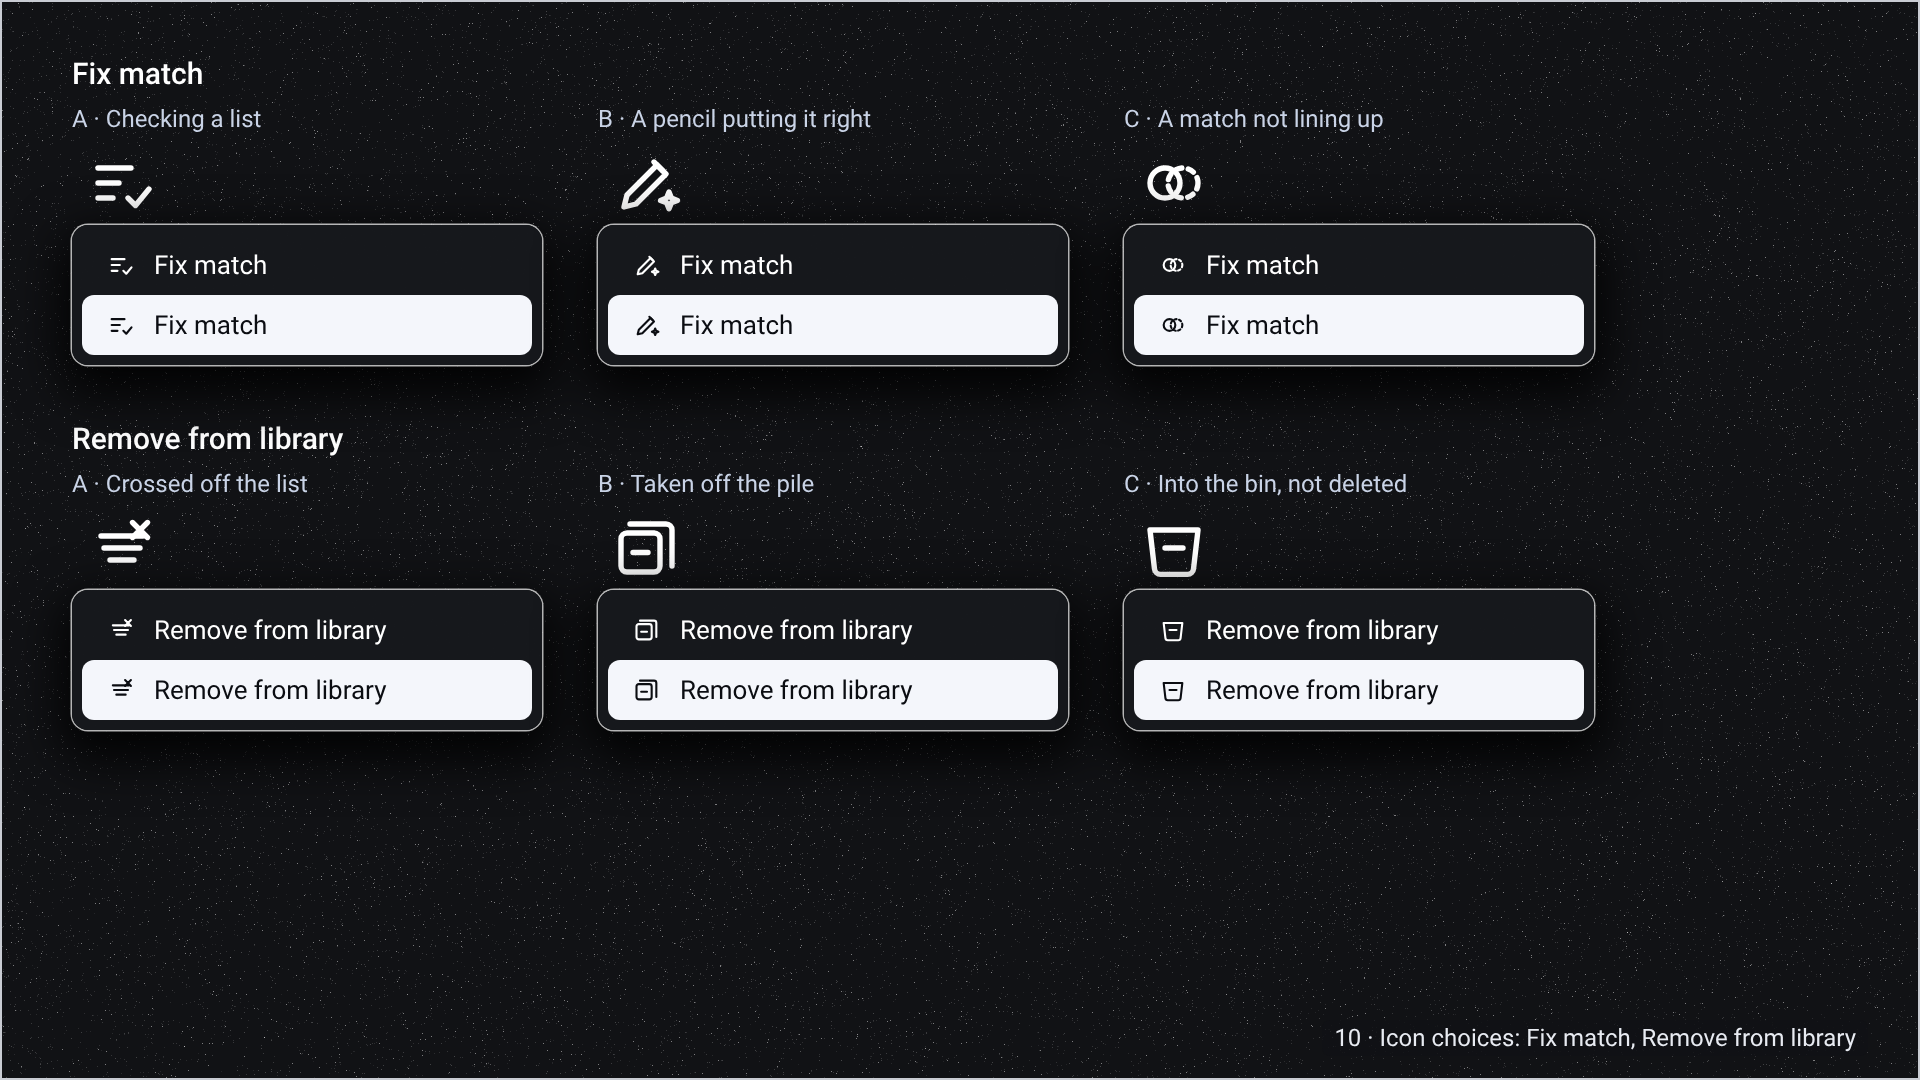 Fix match
A · Checking a list
B · A pencil putting it right
C · A match not lining up
Fix match
Fix match
Fix match
Fix match
Fix match
Fix match
Remove from library
A · Crossed off the list
B · Taken off the pile
C · Into the bin, not deleted
Remove from library
Remove from library
Remove from library
Remove from library
Remove from library
Remove from library
10 · Icon choices: Fix match, Remove from library